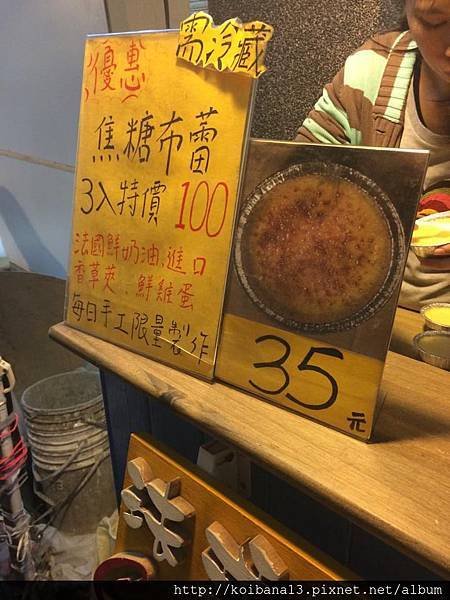 需冷藏
優惠
焦糖布蕾
3入特價 100
法國鮮奶油,進口
香草莢.鮮雞蛋
每日手工限量製作
35元
http://koibana13.pixnet.net/album